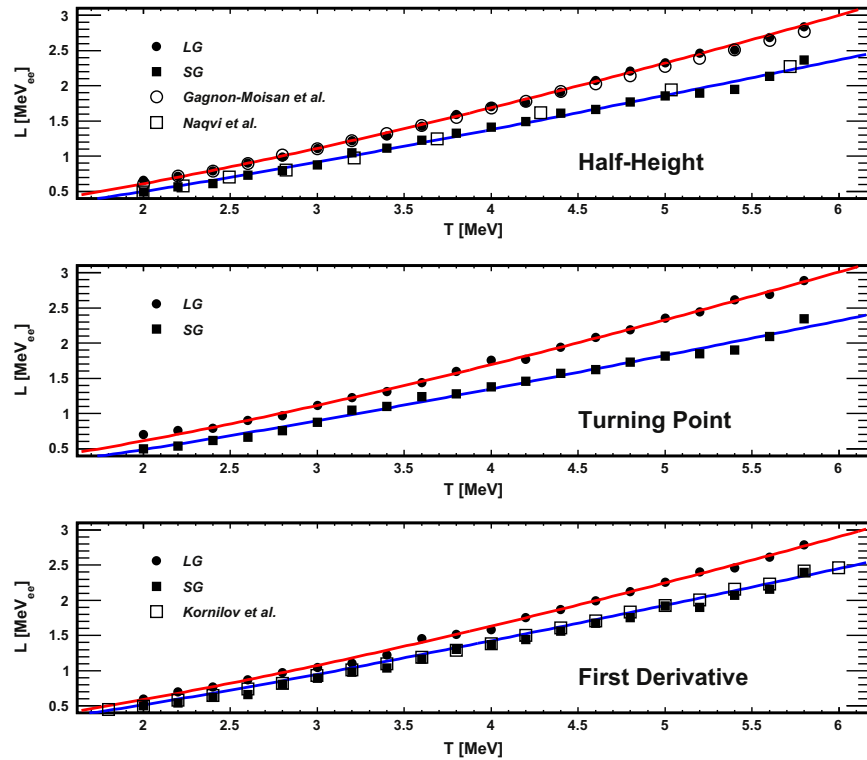 3
2.5
2
1.5
1
0.5
L [MeVee]
LG
SG
Gagnon-Moisan et al.
Naqvi et al.
Half-Height
2 2.5 3 3.5 4 4.5 5 5.5 6
T [MeV]
3
2.5
2
1.5
1
0.5
L [MeVee]
LG
SG
Turning Point
2 2.5 3 3.5 4 4.5 5 5.5 6
T [MeV]
3
2.5
2
1.5
1
0.5
L [MeVee]
LG
SG
Kornilov et al.
First Derivative
2 2.5 3 3.5 4 4.5 5 5.5 6
T [MeV]